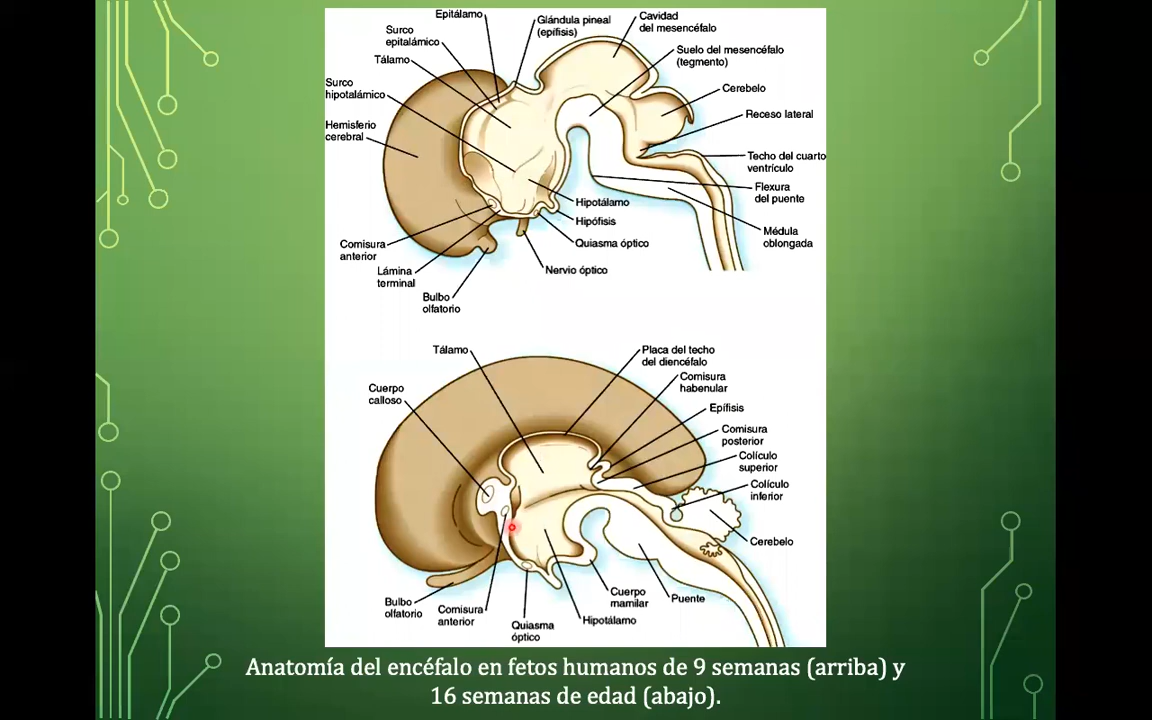 Epitálamo
Glándula pineal
(epífisis)
Cavidad
del mesencéfalo
Surco
epitalámico
Suelo del mesencéfalo
(tegmento)
Tálamo
Surco
hipotalámico
Cerebelo
Receso lateral
Hemisferio
cerebral
Techo del cuarto
ventrículo
Flexura
del puente
Hipotálamo
Hipófisis
Médula
oblongada
Quiasma óptico
Comisura
anterior
Lámina
terminal
Nervio óptico
Bulbo
olfatorio
Tálamo
Placa del techo
del diencéfalo
Comisura
habenular
Cuerpo
calloso
Epífisis
Comisura
posterior
Colículo
superior
Colículo
inferior
Cerebelo
Cuerpo
mamilar
Puente
Bulbo
olfatorio
Comisura
anterior
Hipotálamo
Quiasma
óptico
Anatomía del encéfalo en fetos humanos de 9 semanas (arriba) y
16 semanas de edad (abajo).